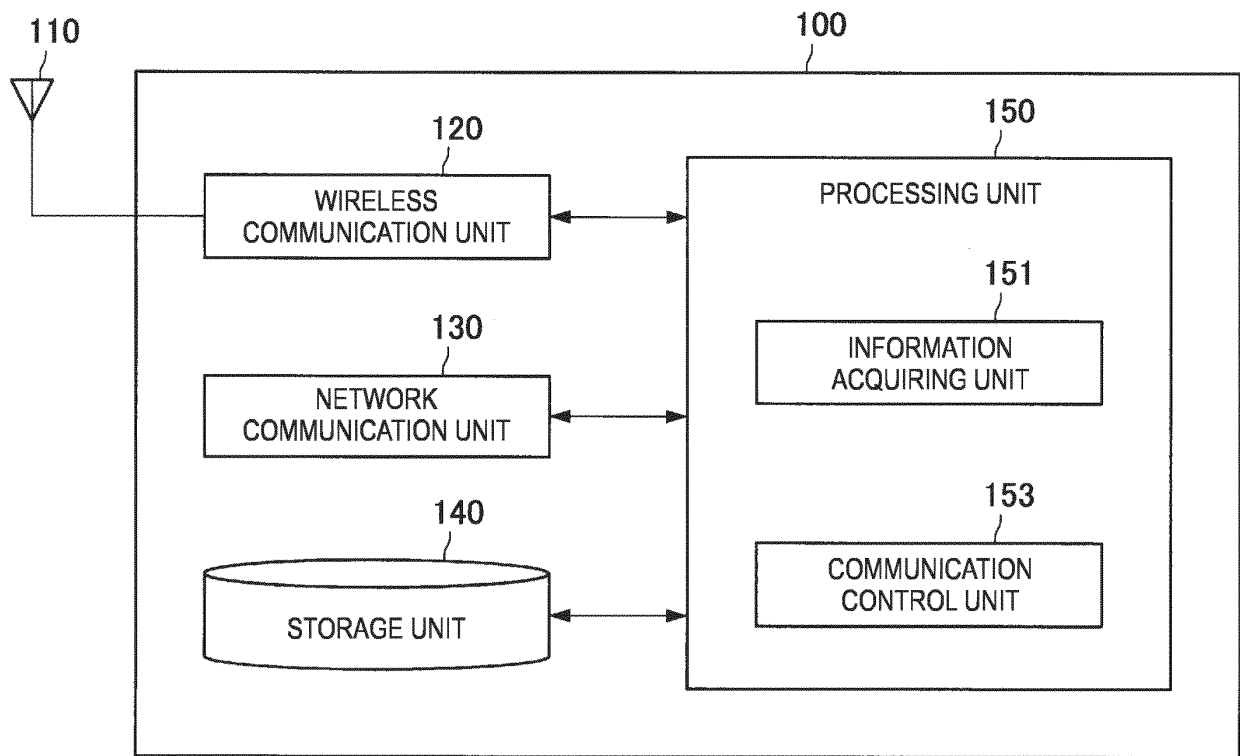 110
100
120
WIRELESS
COMMUNICATION UNIT
150
PROCESSING UNIT
151
INFORMATION
ACQUIRING UNIT
130
NETWORK
COMMUNICATION UNIT
140
STORAGE UNIT
153
COMMUNICATION
CONTROL UNIT